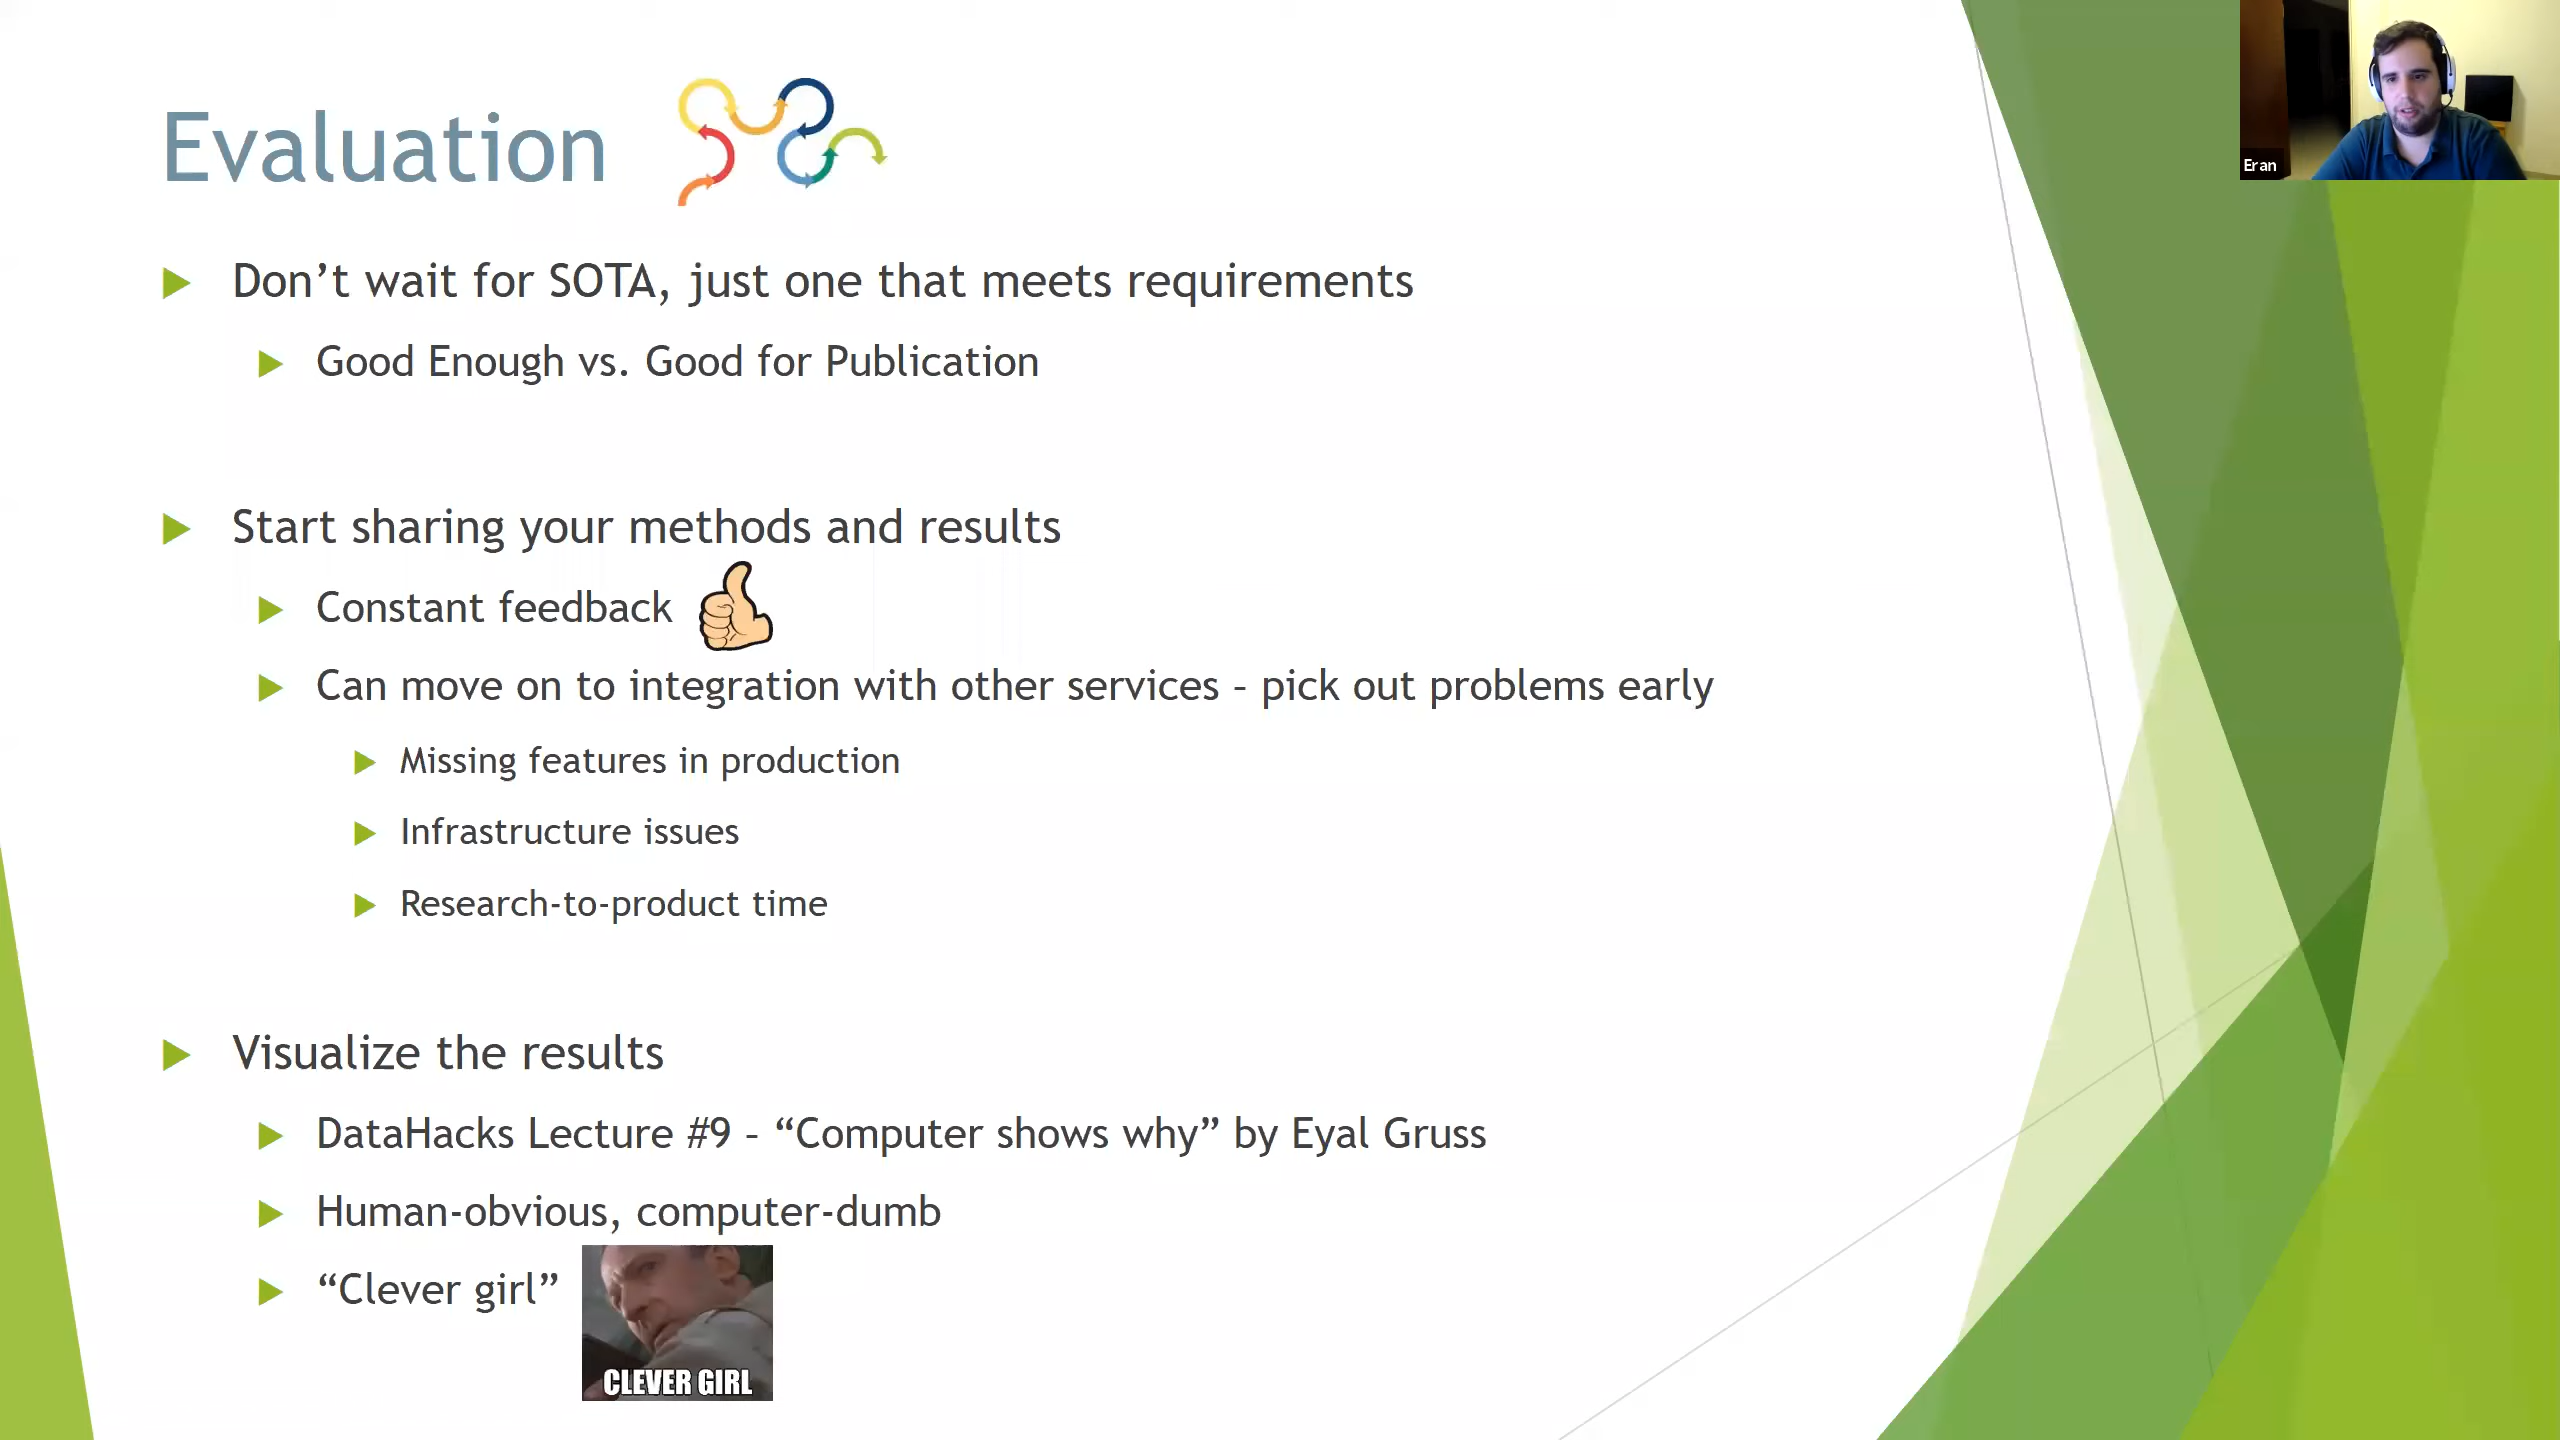 Evaluation
Eran
Don’t wait for SOTA, just one that meets requirements
Good Enough vs. Good for Publication
Start sharing your methods and results
Constant feedback
Can move on to integration with other services – pick out problems early
Missing features in production
Infrastructure issues
Research-to-product time
Visualize the results
DataHacks Lecture #9 – “Computer shows why” by Eyal Gruss
Human-obvious, computer-dumb
“Clever girl”
CLEVER GIRL